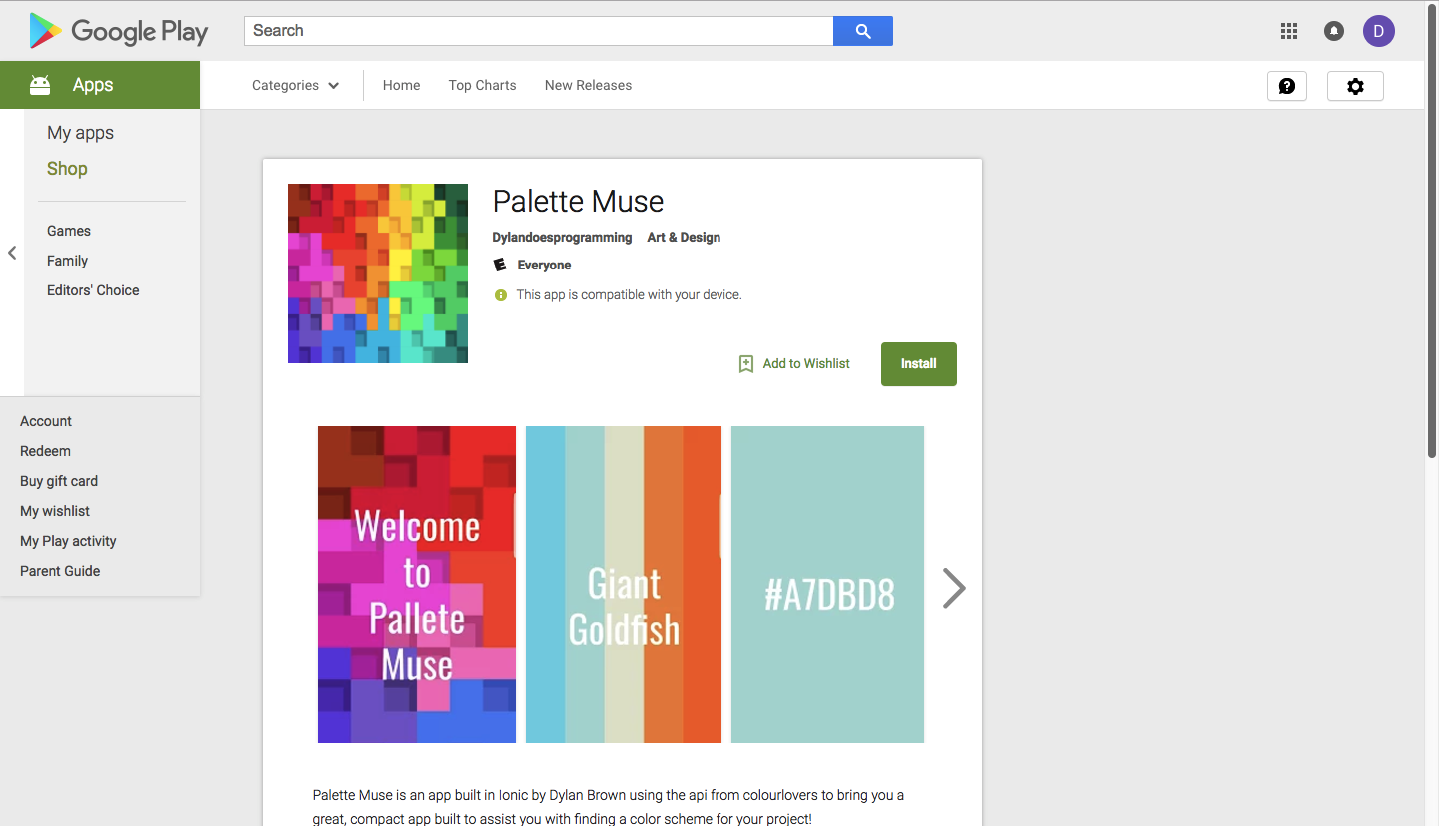 Google Play
Search
D
Apps
Categories
Home
Top Charts
New Releases
My apps
Shop
Games
Family
Editors' Choice
Account
Redeem
Buy gift card
My wishlist
My Play activity
Parent Guide
Palette Muse
Dylandoesprogramming Art & Design
E Everyone
This app is compatible with your device.
Add to Wishlist
Install
Welcome
to
Pallete
Muse
Giant
Goldfish
#A7DBD8
Palette Muse is an app built in Ionic by Dylan Brown using the api from colourlovers to bring you a
great, compact app built to assist you with finding a color scheme for your project!